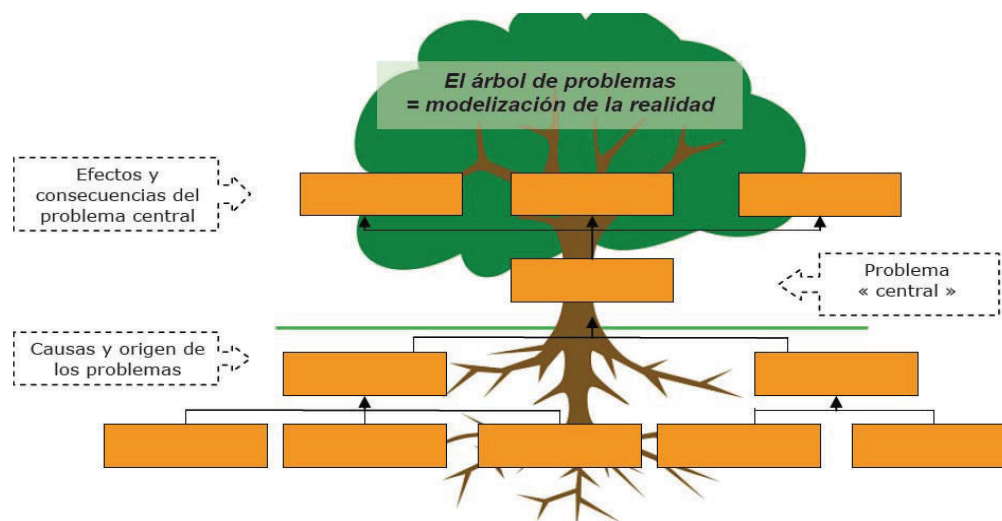 El árbol de problemas
= modelización de la realidad
Efectos y
consecuencias del
problema central
Problema
« central »
Causas y origen de
los problemas